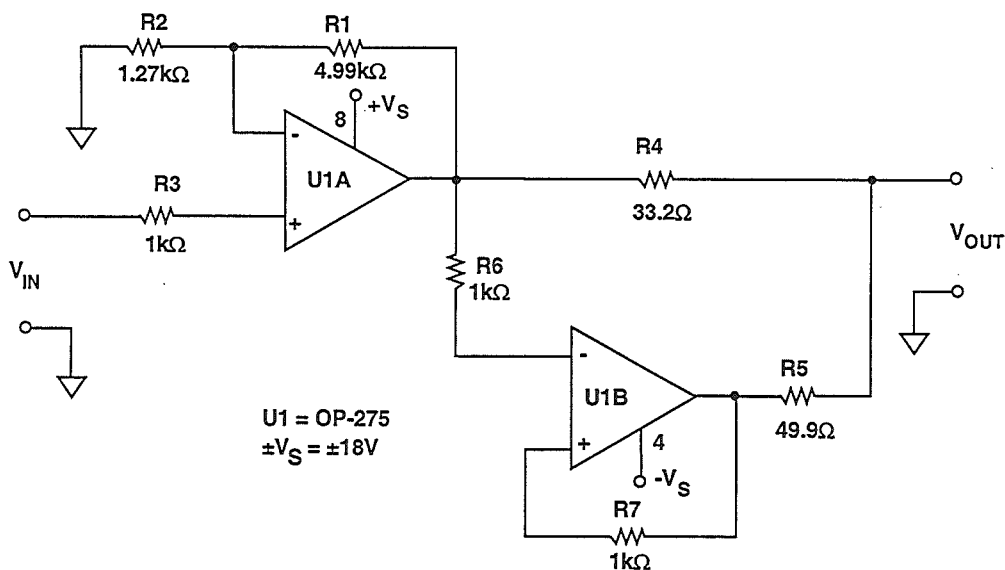 R2
1.27kΩ
R1
4.99kΩ
+VS
8
-
U1A
+
R3
1kΩ
VIN
R4
33.2Ω
VOUT
R6
1kΩ
-
U1B
+
4
-VS
R5
49.9Ω
R7
1kΩ
U1 = OP-275
±VS = ±18V